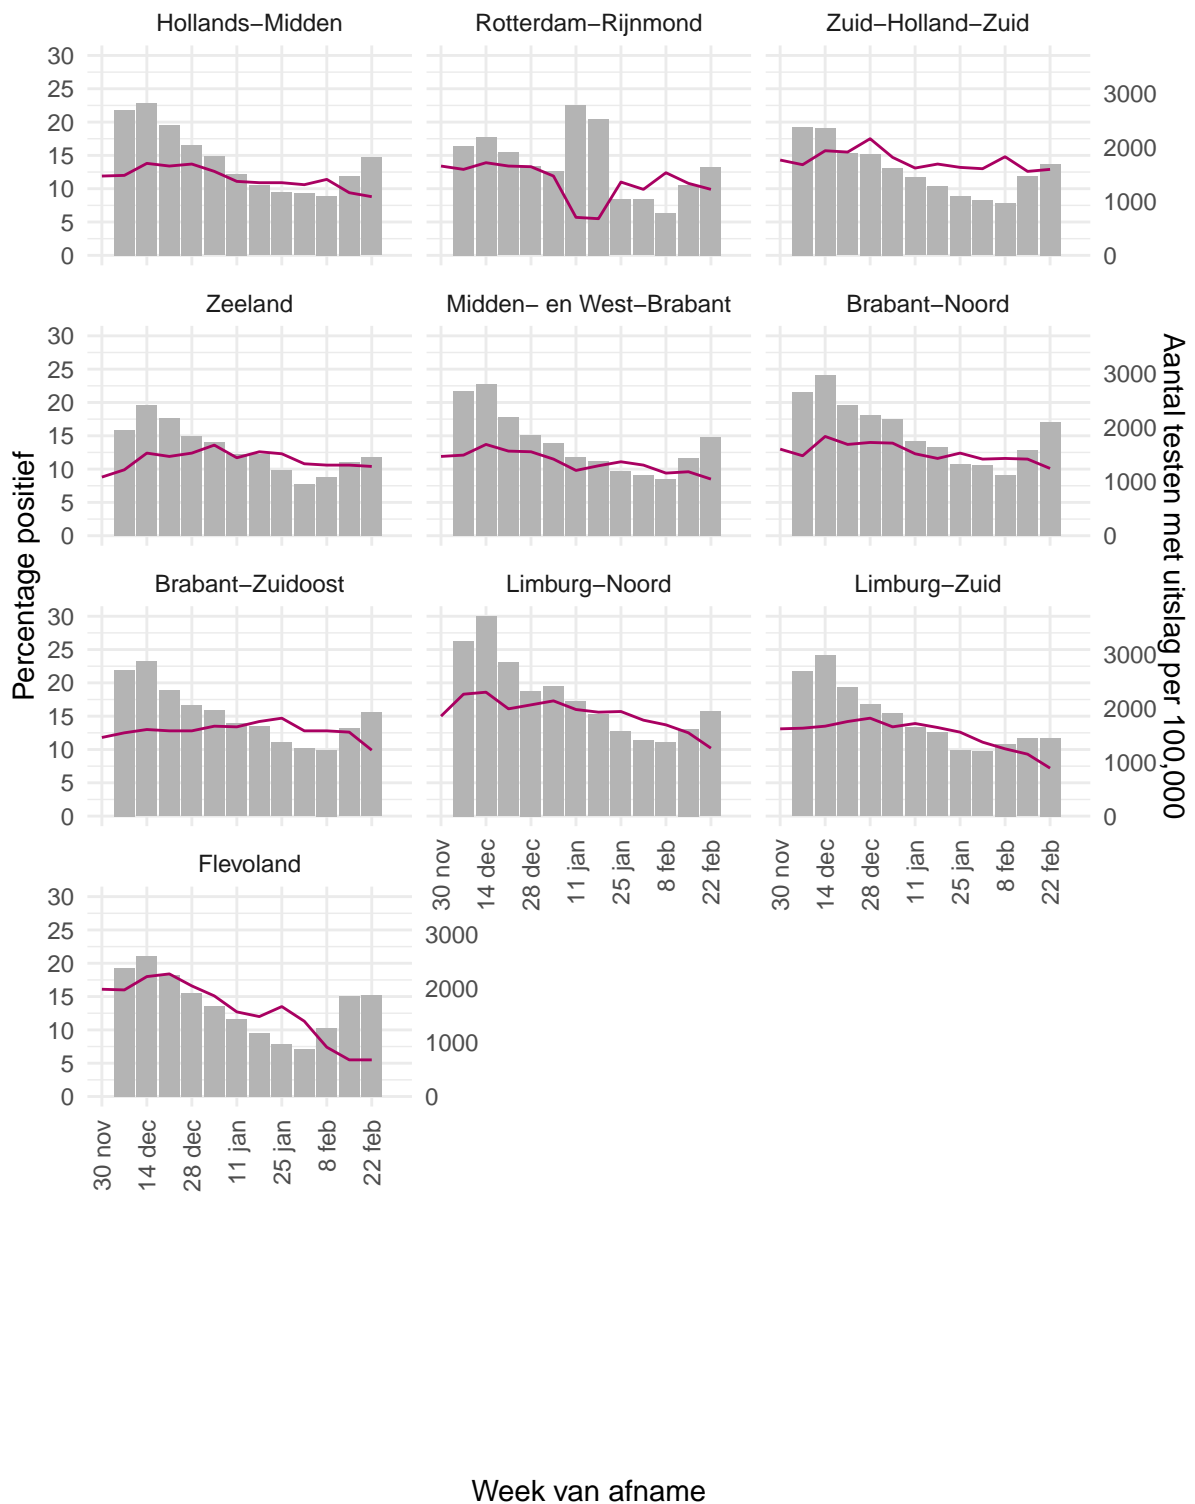 Hollands−Midden Rotterdam−Rijnmond Zuid−Holland−Zuid
30
25
20
15
10
5
0
3000
2000
1000
0
Zeeland Midden− en West−Brabant Brabant−Noord
30
25
20
15
10
5
0
3000
2000
1000
0
Percentage positief
Aantal testen met uitslag per 100,000
Brabant−Zuidoost Limburg−Noord Limburg−Zuid
30
25
20
15
10
5
0
3000
2000
1000
0
30 nov
14 dec
28 dec
11 jan
25 jan
8 feb
22 feb
30 nov
14 dec
28 dec
11 jan
25 jan
8 feb
22 feb
Flevoland
30
25
20
15
10
5
0
3000
2000
1000
0
30 nov
14 dec
28 dec
11 jan
25 jan
8 feb
22 feb
Week van afname